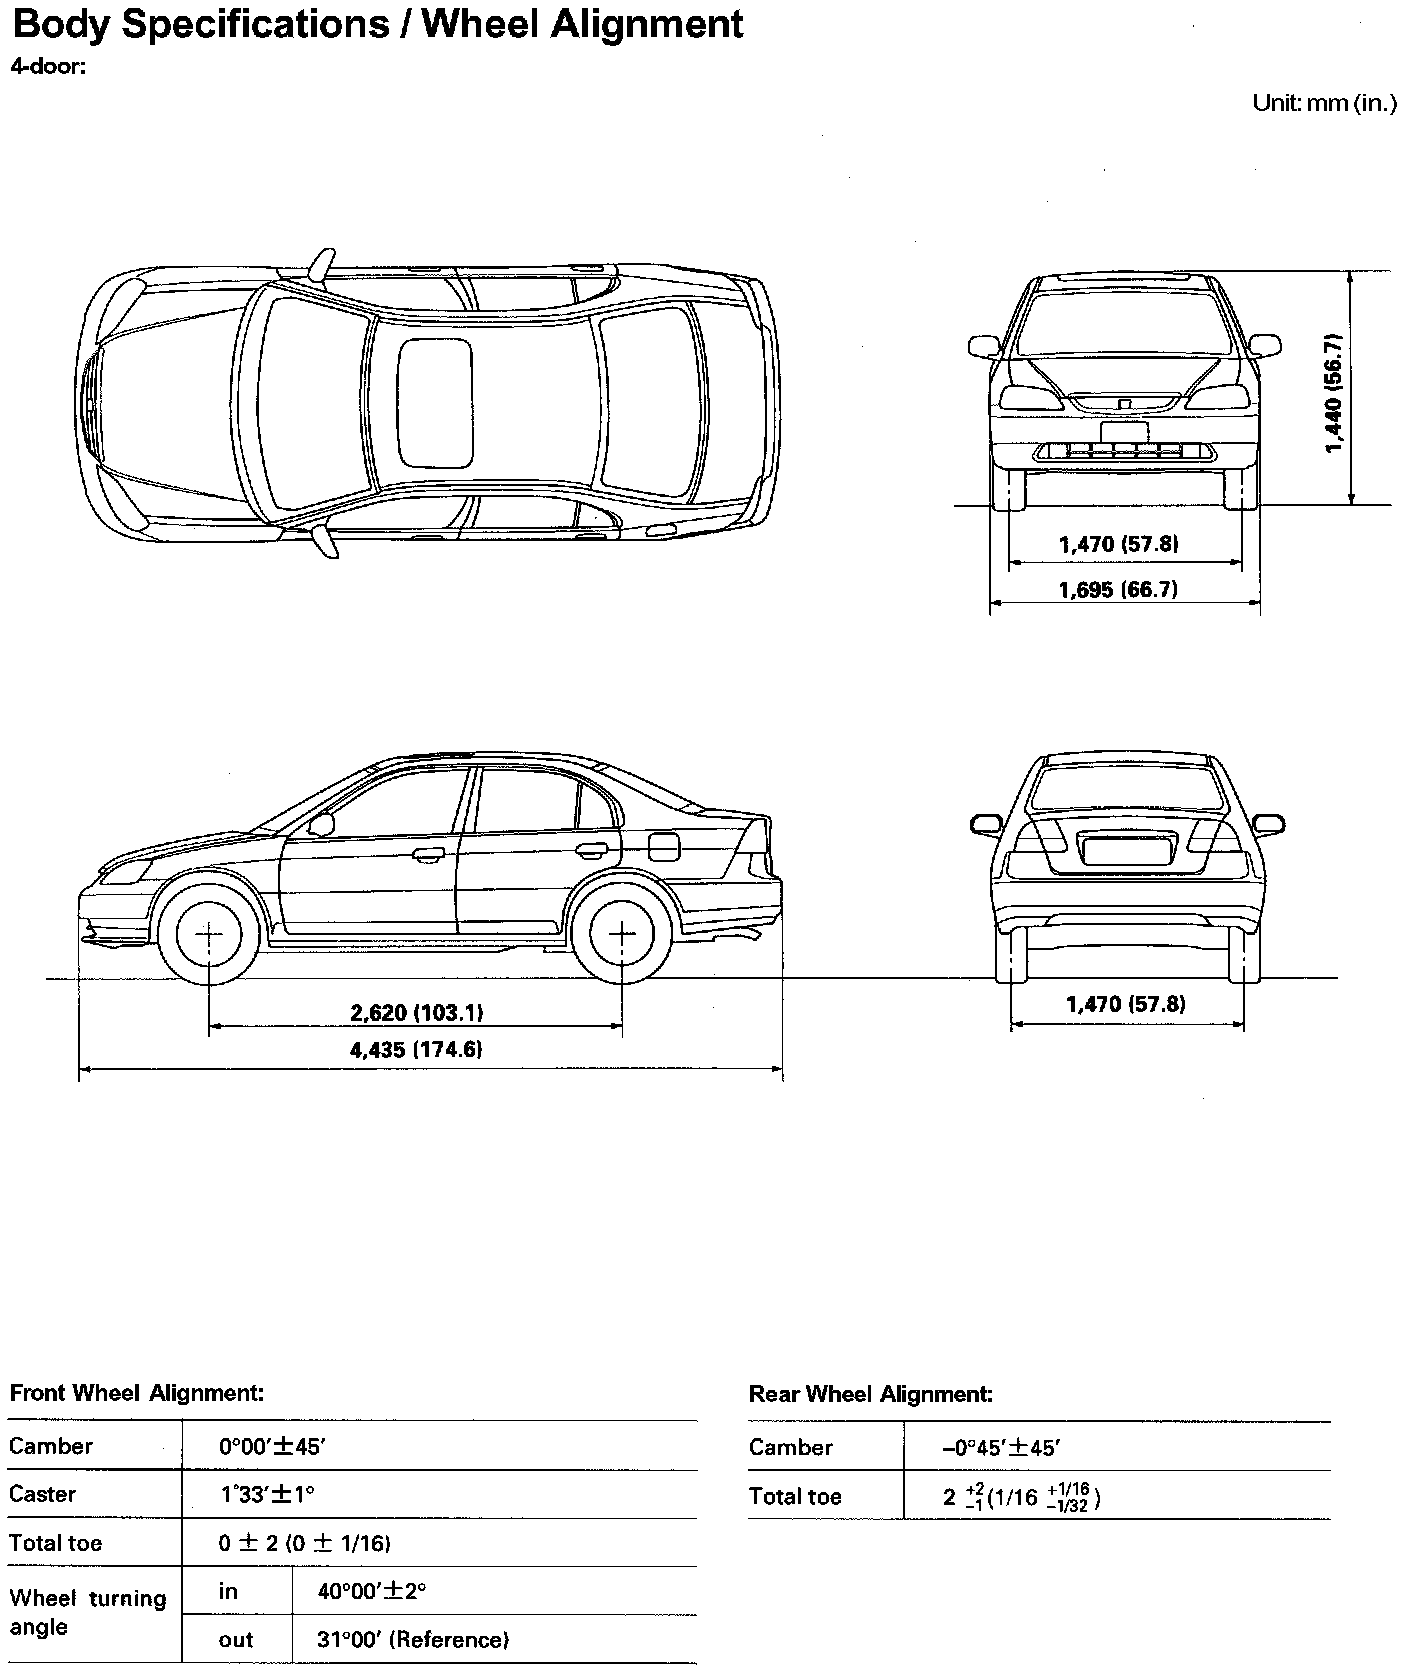 Body Specifications / Wheel Alignment
4-door:
Unit: mm (in.)
1,440 (56.7)
1,470 (57.8)
1,695 (66.7)
2,620 (103.1)
4,435 (174.6)
1,470 (57.8)
Front Wheel Alignment:
Camber 0°00′±45′
Caster 1°33′±1°
Total toe 0 ± 2 (0 ± 1/16)
Wheel turning angle in 40°00′±2°
out 31°00′ (Reference)
Rear Wheel Alignment:
Camber –0°45′±45′
Total toe 2 +2 –1 (1/16 +1/16 –1/32)